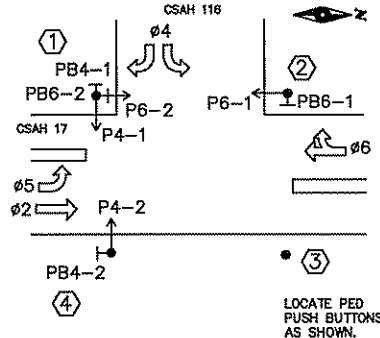 CSAH 116
N
1
ø4
PB4-1
2
PB6-2
P6-2
P6-1
PB6-1
CSAH 17
P4-1
ø6
ø5
ø2
P4-2
PB4-2
3
4
LOCATE PED
PUSH BUTTONS
AS SHOWN.